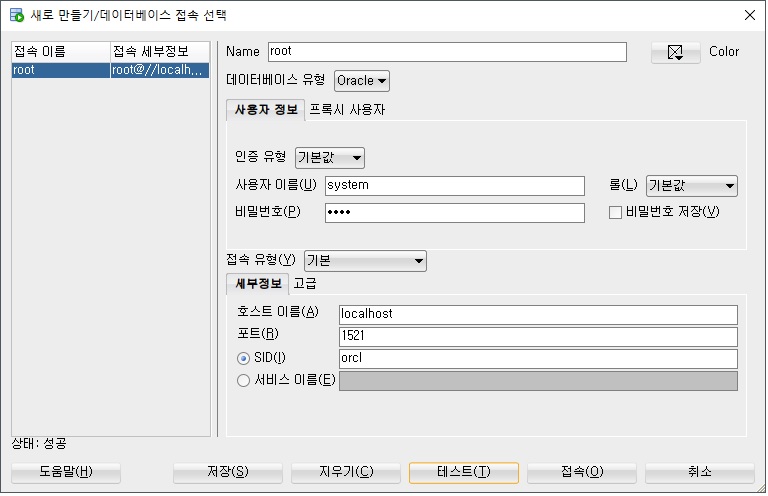 새로 만들기/데이터베이스 접속 선택
접속 이름 접속 세부정보
root root@//localh...
Name root Color
데이터베이스 유형 Oracle
사용자 정보 프록시 사용자
인증 유형 기본값
사용자 이름(U) system 롤(L) 기본값
비밀번호(P) •••• 비밀번호 저장(V)
접속 유형(Y) 기본
세부정보 고급
호스트 이름(A) localhost
포트(R) 1521
SID(I) orcl
서비스 이름(E)
상태: 성공
도움말(H) 저장(S) 지우기(C) 테스트(T) 접속(O) 취소